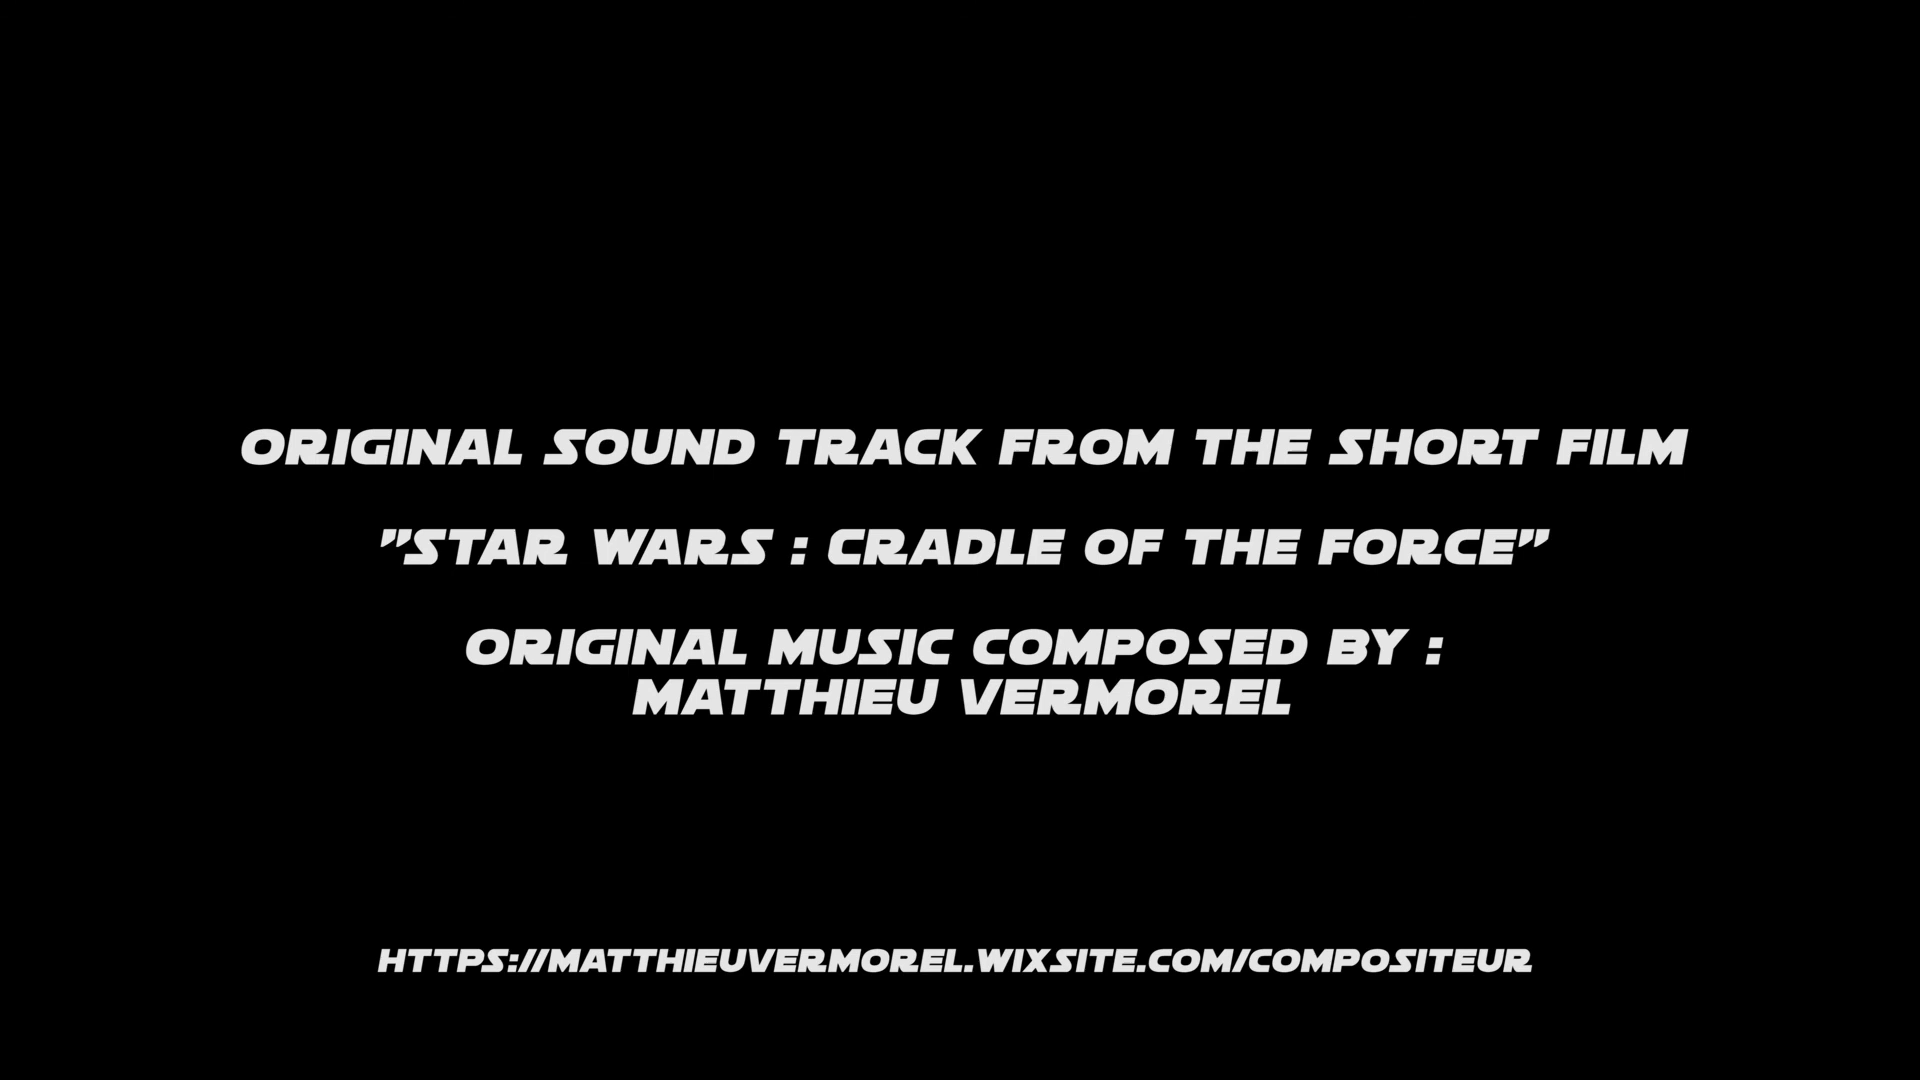 ORIGINAL SOUND TRACK FROM THE SHORT FILM
"STAR WARS : CRADLE OF THE FORCE"
ORIGINAL MUSIC COMPOSED BY :
MATTHIEU VERMOREL
HTTPS://MATTHIEUVERMOREL.WIXSITE.COM/COMPOSITEUR